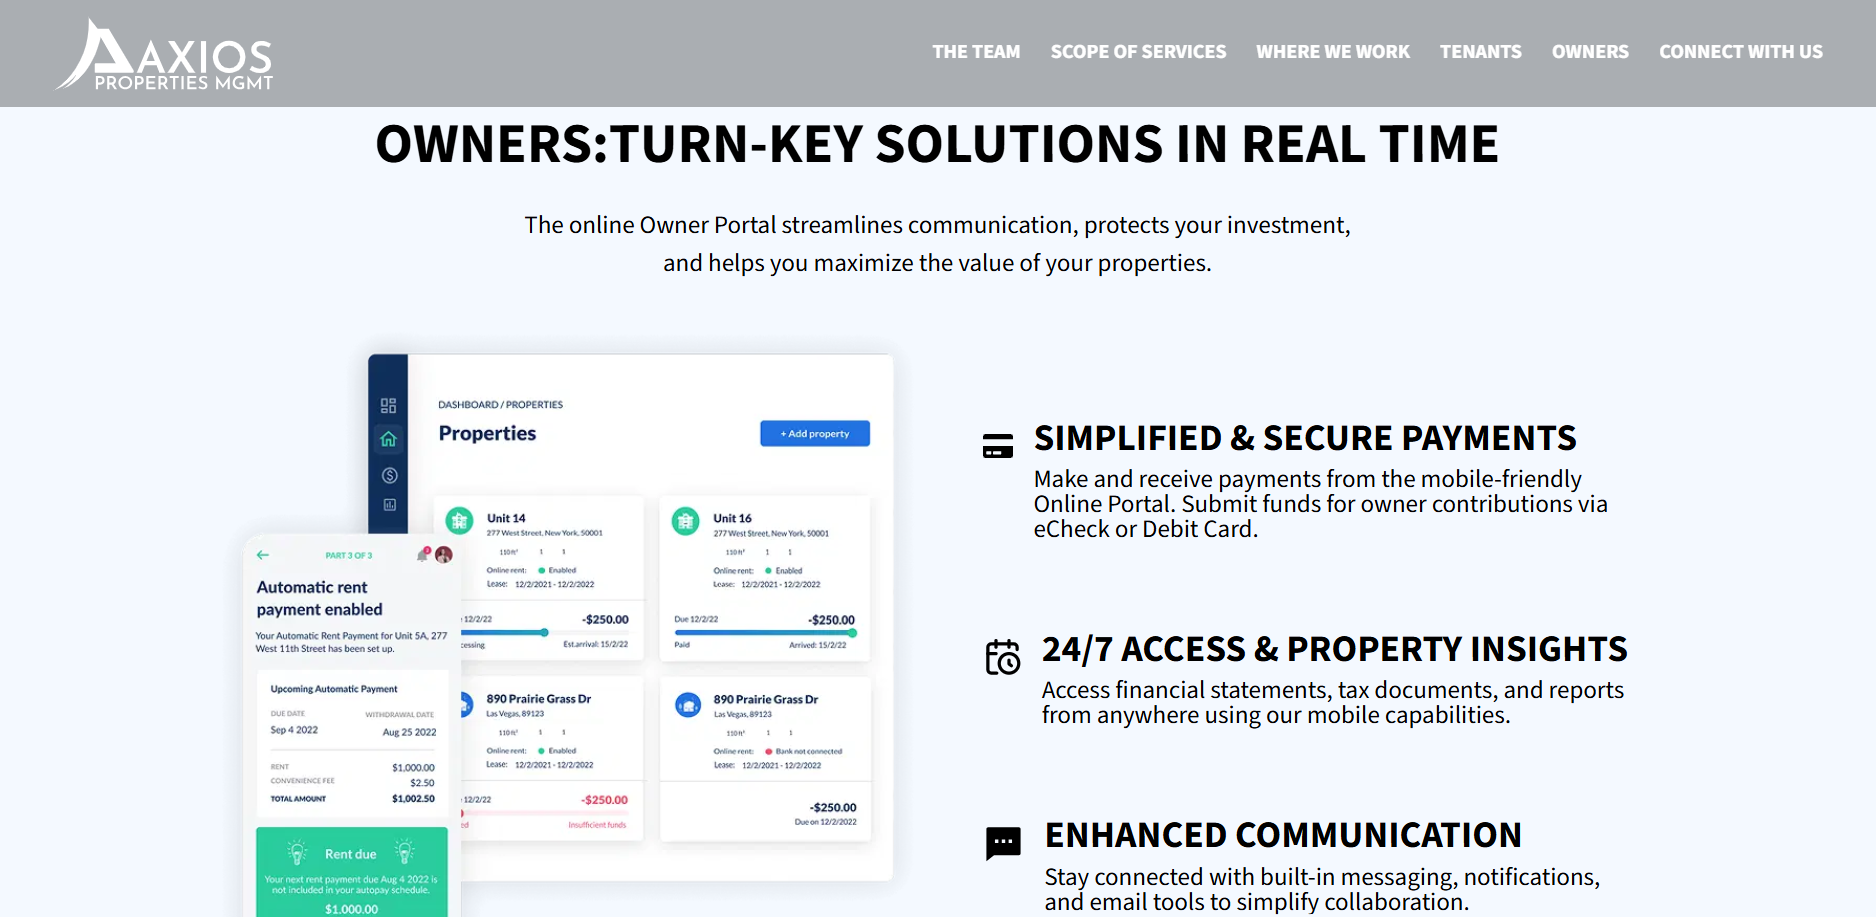 AXIOS
PROPERTIES MGMT
THE TEAM SCOPE OF SERVICES WHERE WE WORK TENANTS OWNERS CONNECT WITH US
OWNERS:TURN-KEY SOLUTIONS IN REAL TIME
The online Owner Portal streamlines communication, protects your investment,
and helps you maximize the value of your properties.
DASHBOARD / PROPERTIES
Properties
+ Add property
Unit 14
277 West Street, New York, 50001
110 ft² 1 1
Online rent: Enabled
Lease: 12/2/2021 - 12/2/2022
12/2/22 -$250.00
cessing Est.arrival: 15/2/22
Unit 16
277 West Street, New York, 50001
110 ft² 1 1
Online rent: Enabled
Lease: 12/2/2021 - 12/2/2022
Due 12/2/22 -$250.00
Paid Arrived: 15/2/22
890 Prairie Grass Dr
Las Vegas, 89123
110 ft² 1 1
Online rent: Enabled
Lease: 12/2/2021 - 12/2/2022
12/2/22 -$250.00
ed Insufficient funds
890 Prairie Grass Dr
Las Vegas, 89123
110 ft² 1 1
Online rent: Bank not connected
Lease: 12/2/2021 - 12/2/2022
-$250.00
Due on 12/2/2022
PART 3 OF 3
Automatic rent
payment enabled
Your Automatic Rent Payment for Unit 5A, 277
West 11th Street has been set up.
Upcoming Automatic Payment
DUE DATE WITHDRAWAL DATE
Sep 4 2022 Aug 25 2022
RENT $1,000.00
CONVENIENCE FEE $2.50
TOTAL AMOUNT $1,002.50
Rent due
Your next rent payment due Aug 4 2022 is
not included in your autopay schedule.
$1,000.00
SIMPLIFIED & SECURE PAYMENTS
Make and receive payments from the mobile-friendly
Online Portal. Submit funds for owner contributions via
eCheck or Debit Card.
24/7 ACCESS & PROPERTY INSIGHTS
Access financial statements, tax documents, and reports
from anywhere using our mobile capabilities.
ENHANCED COMMUNICATION
Stay connected with built-in messaging, notifications,
and email tools to simplify collaboration.